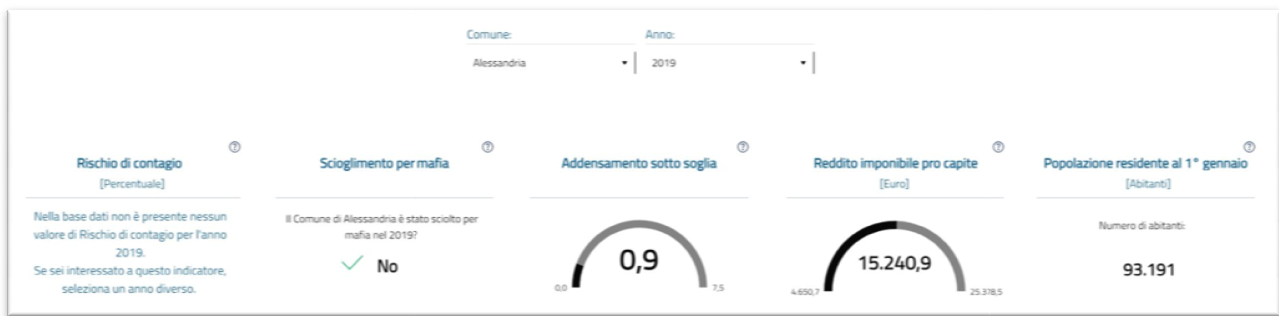 Comune:
Anno:
Alessandria
2019
Rischio di contagio
[Percentuale]
Nella base dati non è presente nessun
valore di Rischio di contagio per l'anno
2019.
Se sei interessato a questo indicatore,
seleziona un anno diverso.
Scioglimento per mafia
Il Comune di Alessandria è stato sciolto per
mafia nel 2019?
No
Addensamento sotto soglia
0,9
0,0
7,5
Reddito imponibile pro capite
[Euro]
15.240,9
4.650,7
25.378,5
Popolazione residente al 1° gennaio
[Abitanti]
Numero di abitanti:
93.191